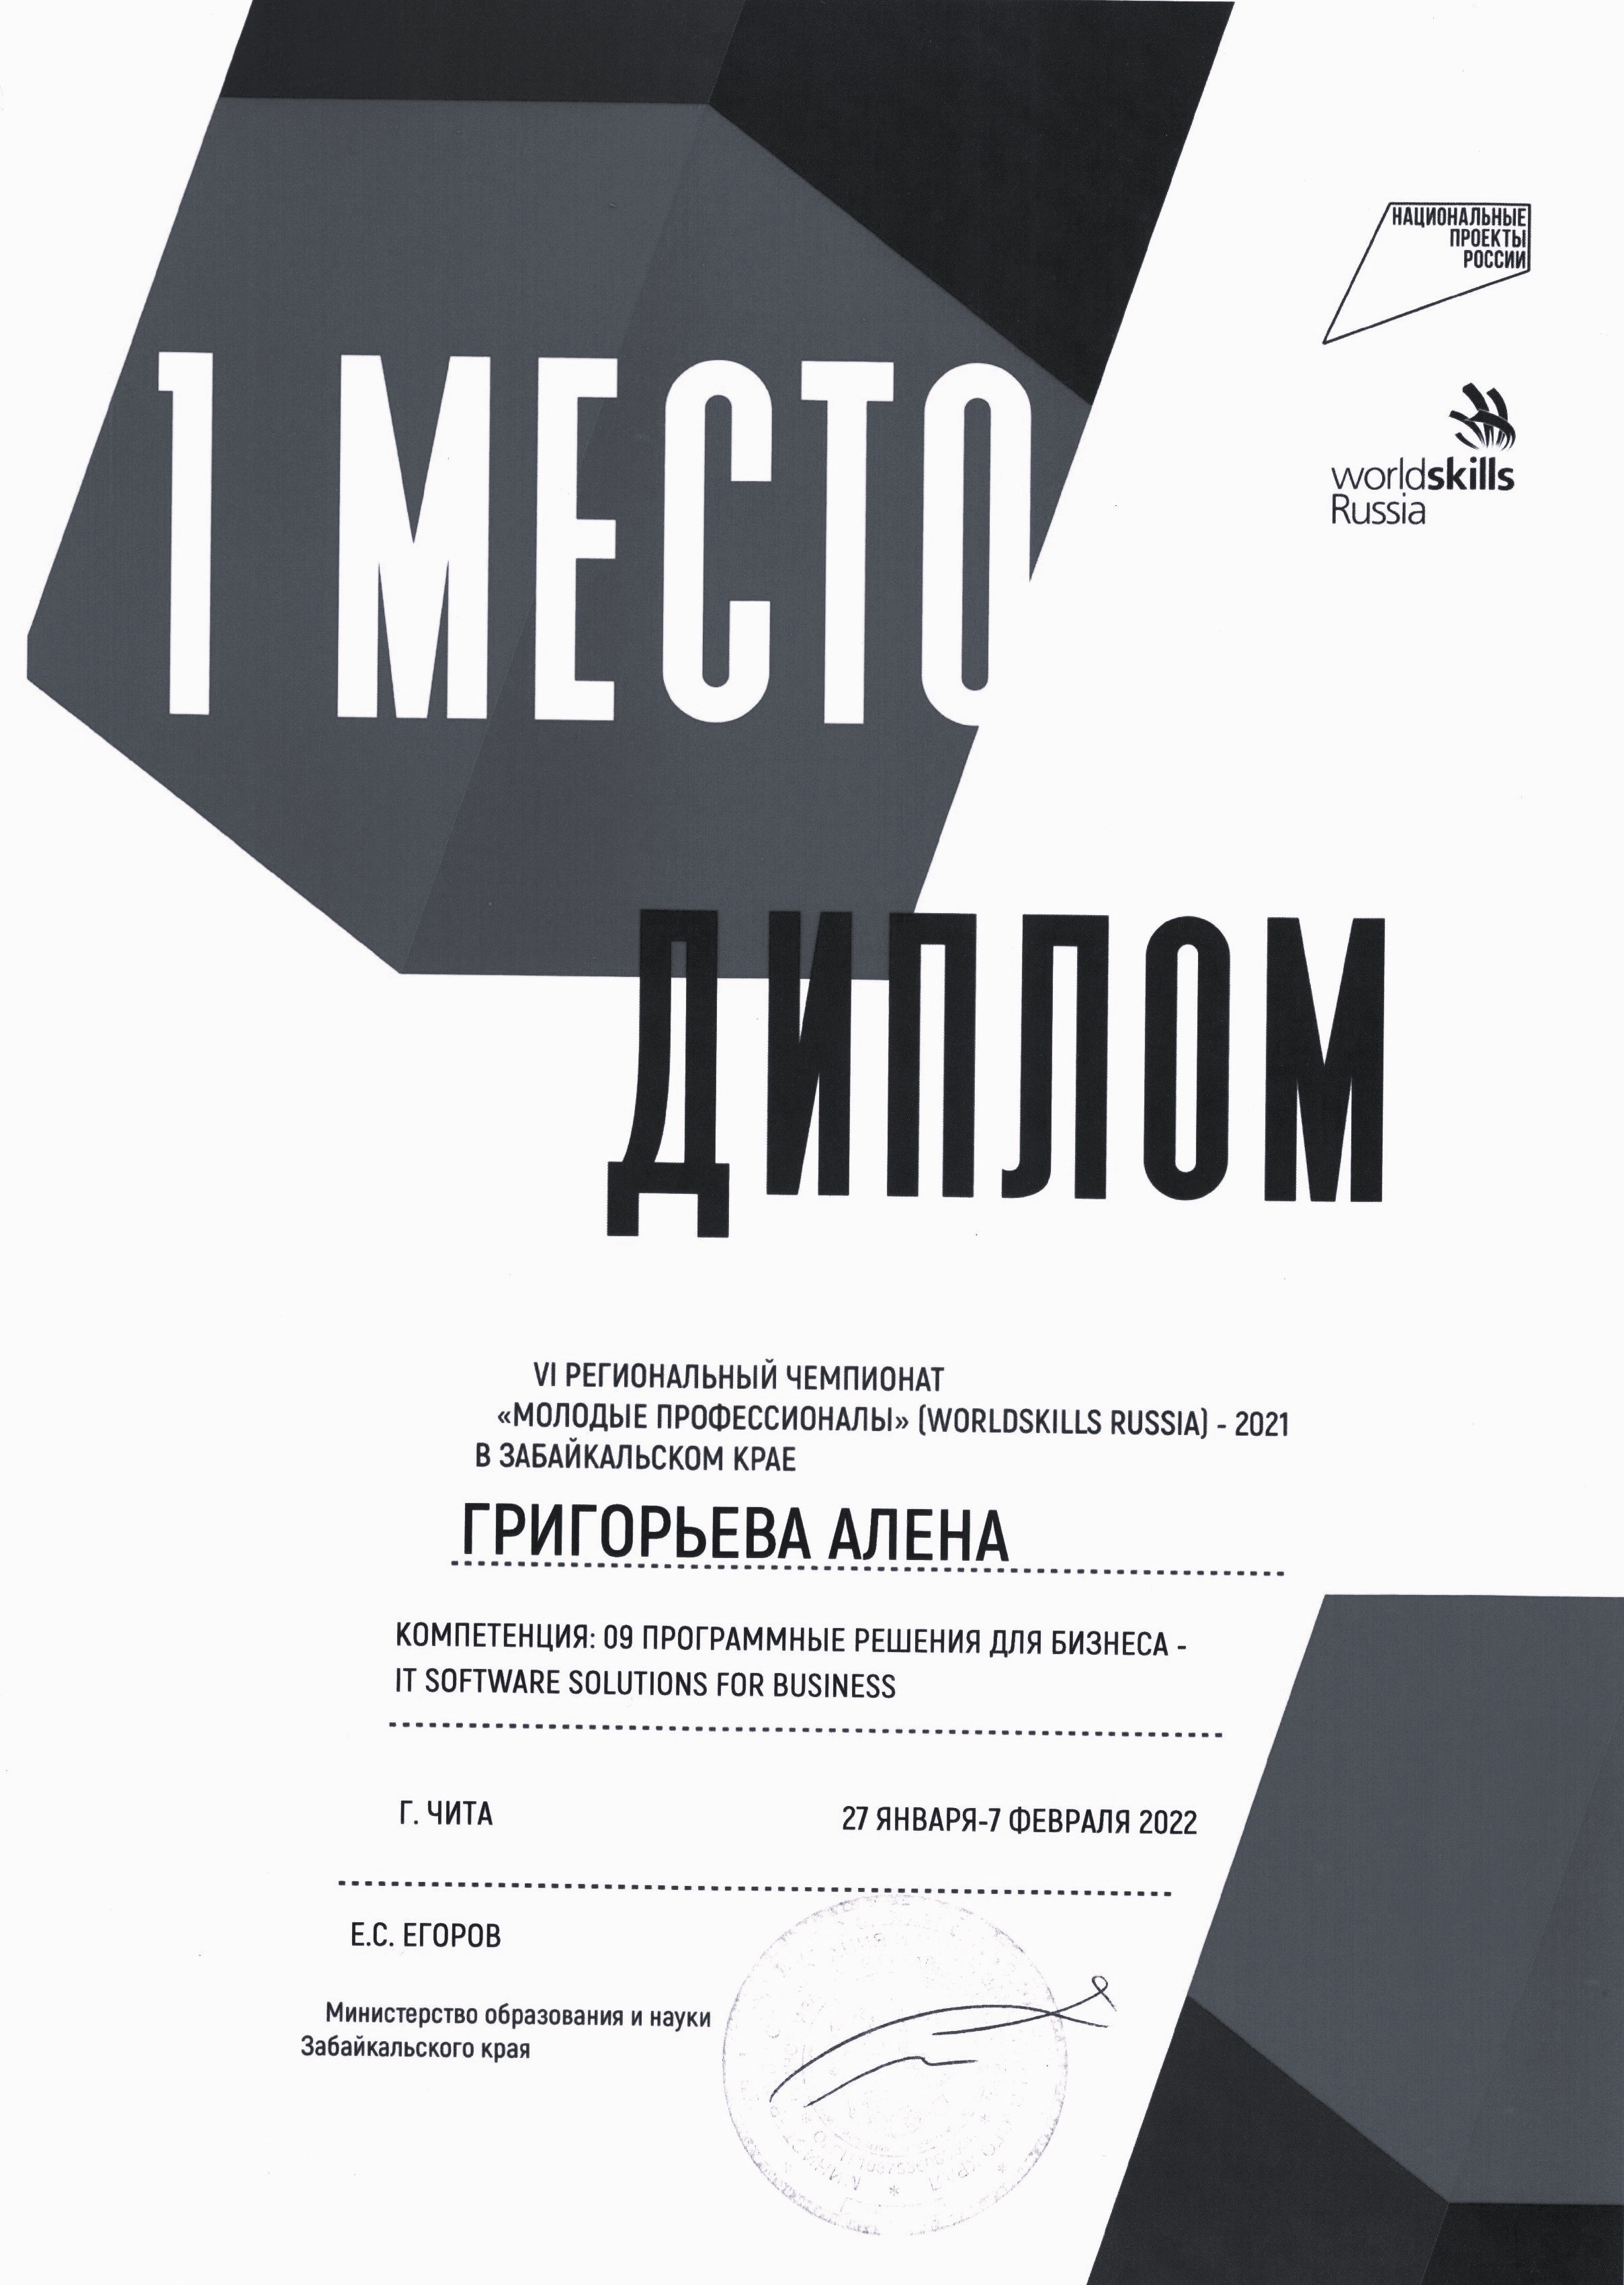 НАЦИОНАЛЬНЫЕ
ПРОЕКТЫ
РОССИИ
worldskills
Russia
1 МЕСТО
ДИПЛОМ
VI РЕГИОНАЛЬНЫЙ ЧЕМПИОНАТ
«МОЛОДЫЕ ПРОФЕССИОНАЛЫ» (WORLDSKILLS RUSSIA) - 2021
В ЗАБАЙКАЛЬСКОМ КРАЕ
ГРИГОРЬЕВА АЛЕНА
КОМПЕТЕНЦИЯ: 09 ПРОГРАММНЫЕ РЕШЕНИЯ ДЛЯ БИЗНЕСА -
IT SOFTWARE SOLUTIONS FOR BUSINESS
Г. ЧИТА 27 ЯНВАРЯ-7 ФЕВРАЛЯ 2022
Е.С. ЕГОРОВ
Министерство образования и науки
Забайкальского края